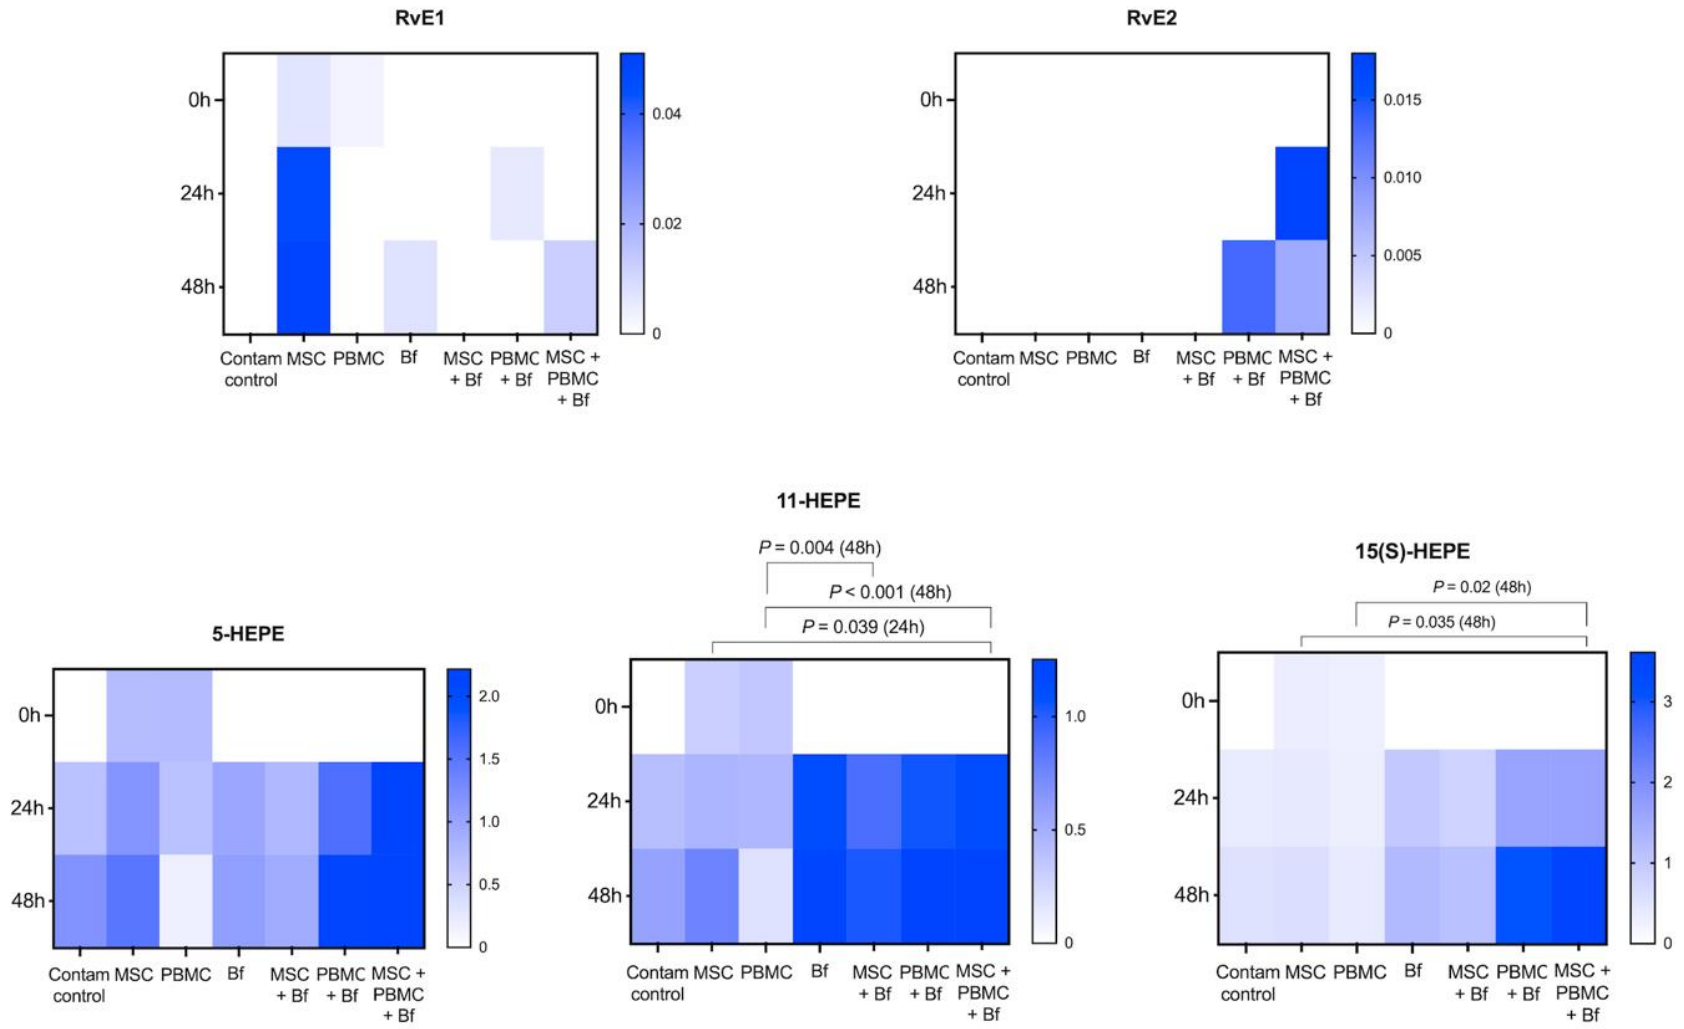 RvE1
0h
24h
48h
0.04
0.02
0
Contam MSC PBMC Bf MSC PBMC MSC +
control + Bf + Bf PBMC
+ Bf
RvE2
0h
24h
48h
0.015
0.010
0.005
0
Contam MSC PBMC Bf MSC PBMC MSC +
control + Bf + Bf PBMC
+ Bf
5-HEPE
0h
24h
48h
2.0
1.5
1.0
0.5
0
Contam MSC PBMC Bf MSC PBMC MSC +
control + Bf + Bf PBMC
+ Bf
11-HEPE
P = 0.004 (48h)
P < 0.001 (48h)
P = 0.039 (24h)
0h
24h
48h
1.0
0.5
0
Contam MSC PBMC Bf MSC PBMC MSC +
control + Bf + Bf PBMC
+ Bf
15(S)-HEPE
P = 0.02 (48h)
P = 0.035 (48h)
0h
24h
48h
3
2
1
0
Contam MSC PBMC Bf MSC PBMC MSC +
control + Bf + Bf PBMC
+ Bf